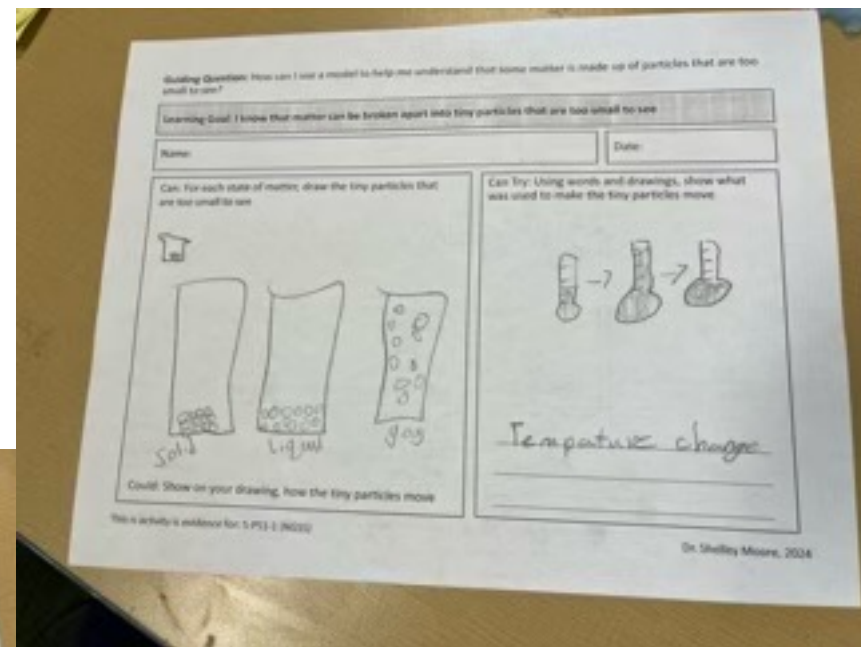 Guiding Question: How can I use a model to help me understand that some matter is made up of particles that are too
small to see?
Learning Goal: I know that matter can be broken apart into tiny particles that are too small to see
Name:
Date:
Can: For each state of matter, draw the tiny particles that
are too small to see
Solid
Liquid
gas
Could: Show on your drawing, how the tiny particles move
Can Try: Using words and drawings, show what
was used to make the tiny particles move
Tempature change
This is activity is evidence for: 5-PS1-1 (NGSS)
Dr. Shelley Moore, 2024